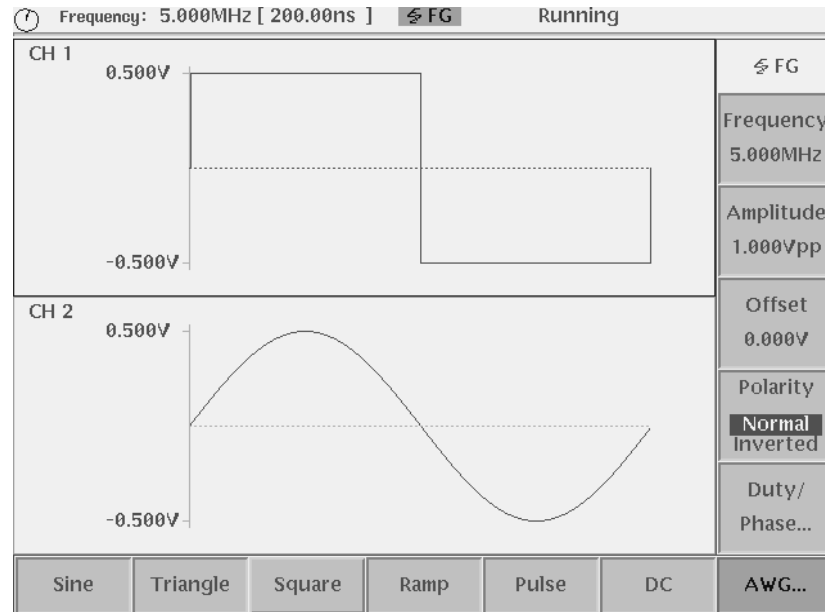 Frequency: 5.000MHz [ 200.00ns ] FG Running
CH 1
0.500V
-0.500V
CH 2
0.500V
-0.500V
FG
Frequency
5.000MHz
Amplitude
1.000Vpp
Offset
0.000V
Polarity
Normal
Inverted
Duty/
Phase...
Sine Triangle Square Ramp Pulse DC AWG...